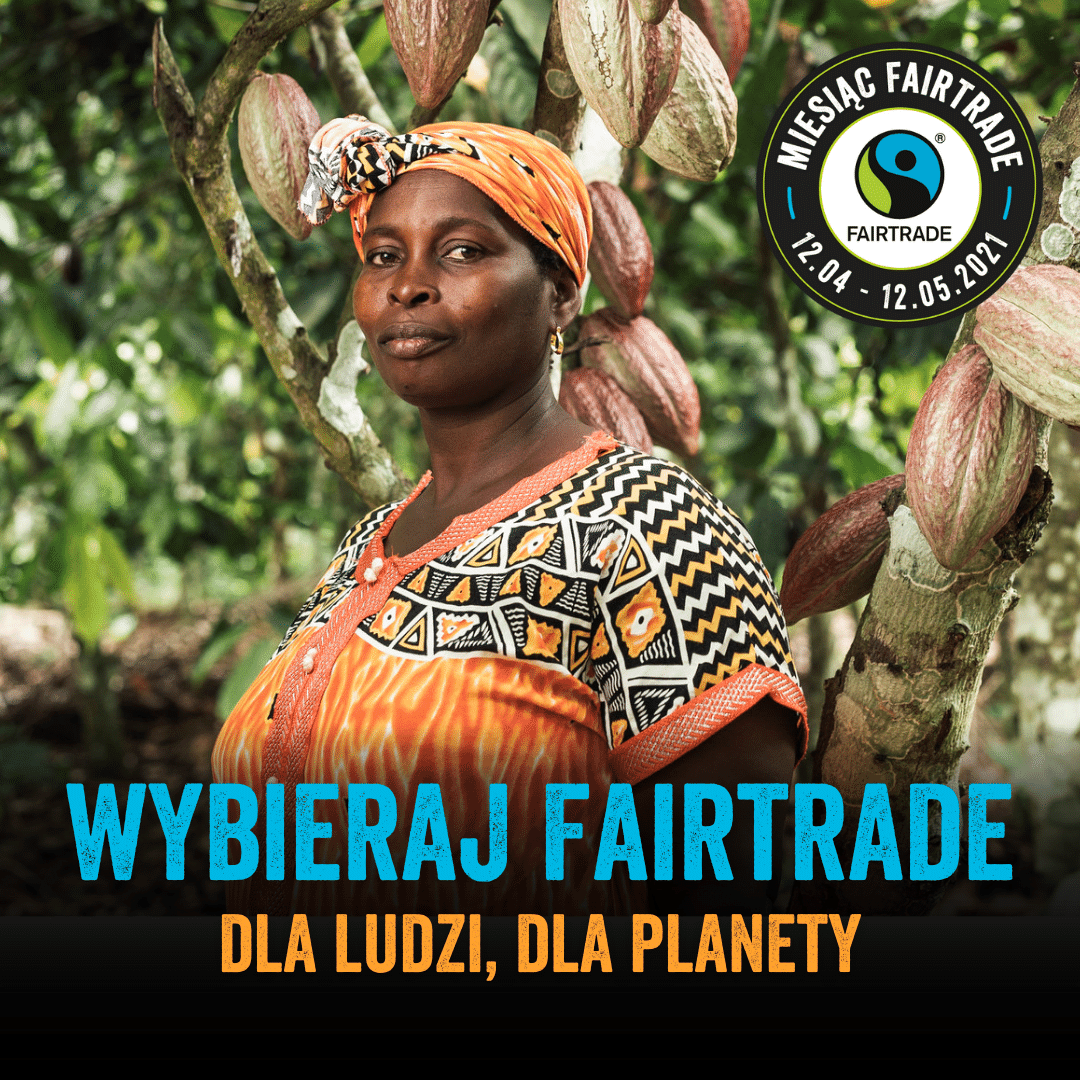 MIESIĄC FAIRTRADE
®
FAIRTRADE
12.04 - 12.05.2021
WYBIERAJ FAIRTRADE
DLA LUDZI, DLA PLANETY